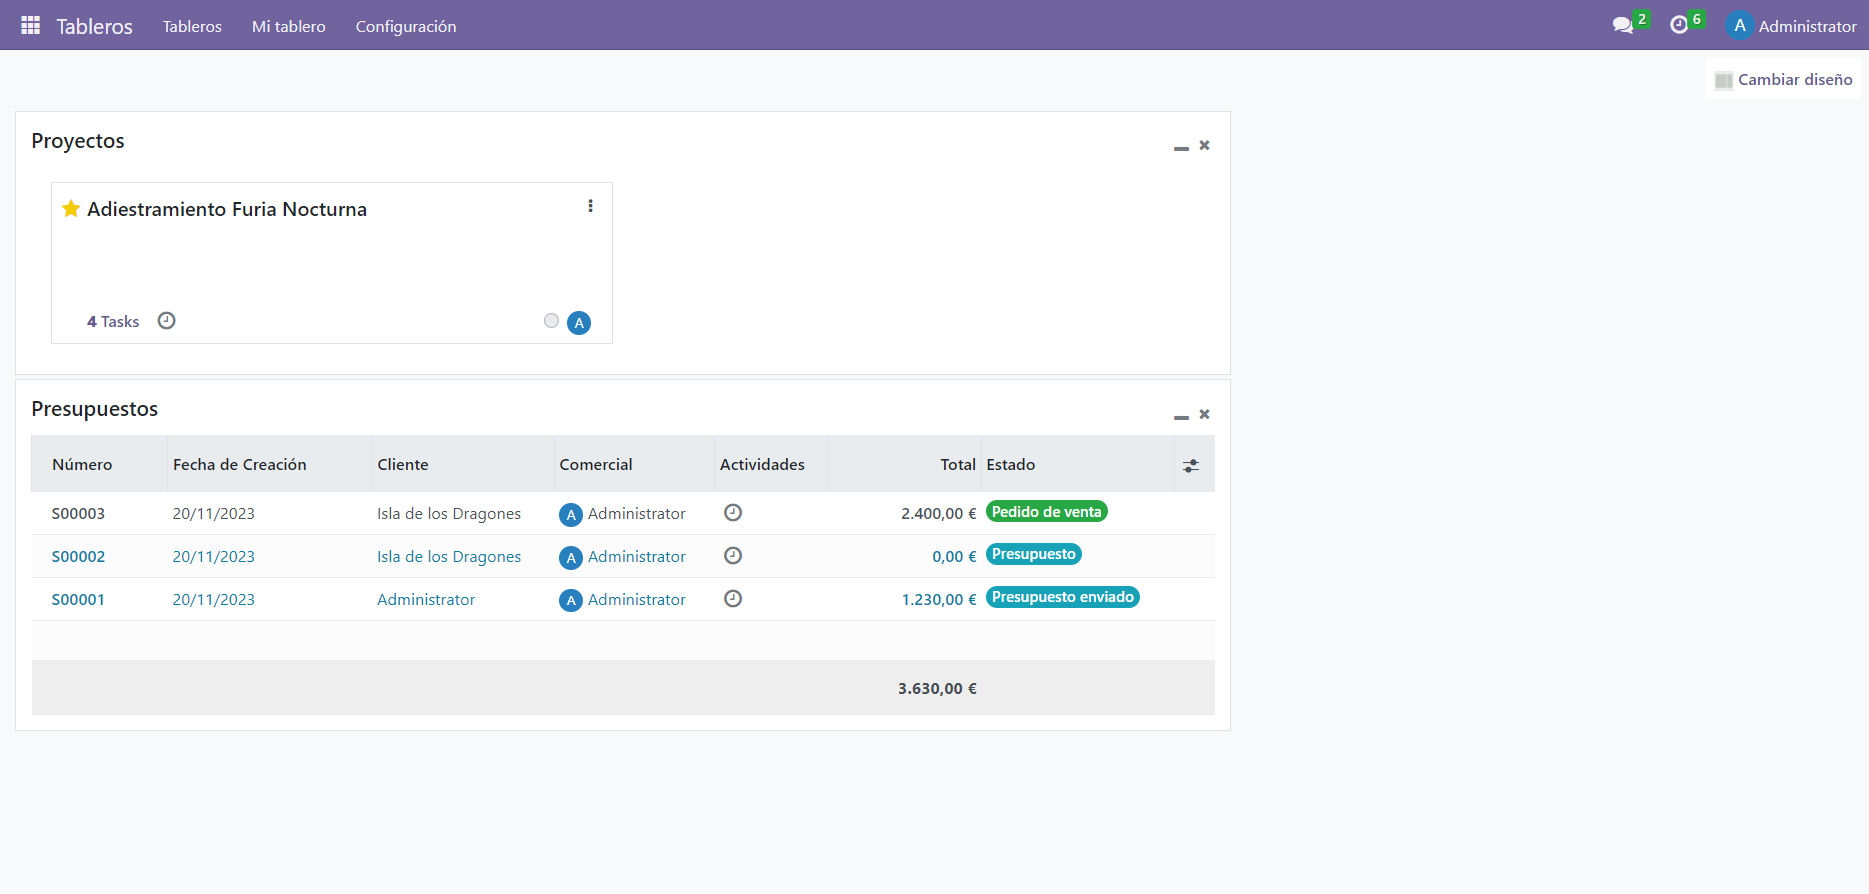 Tableros Tableros Mi tablero Configuración 2 6 A Administrator
Cambiar diseño
Proyectos
Adiestramiento Furia Nocturna
4 Tasks A
Presupuestos
Número Fecha de Creación Cliente Comercial Actividades Total Estado
S00003 20/11/2023 Isla de los Dragones A Administrator 2.400,00 € Pedido de venta
S00002 20/11/2023 Isla de los Dragones A Administrator 0,00 € Presupuesto
S00001 20/11/2023 Administrator A Administrator 1.230,00 € Presupuesto enviado
3.630,00 €